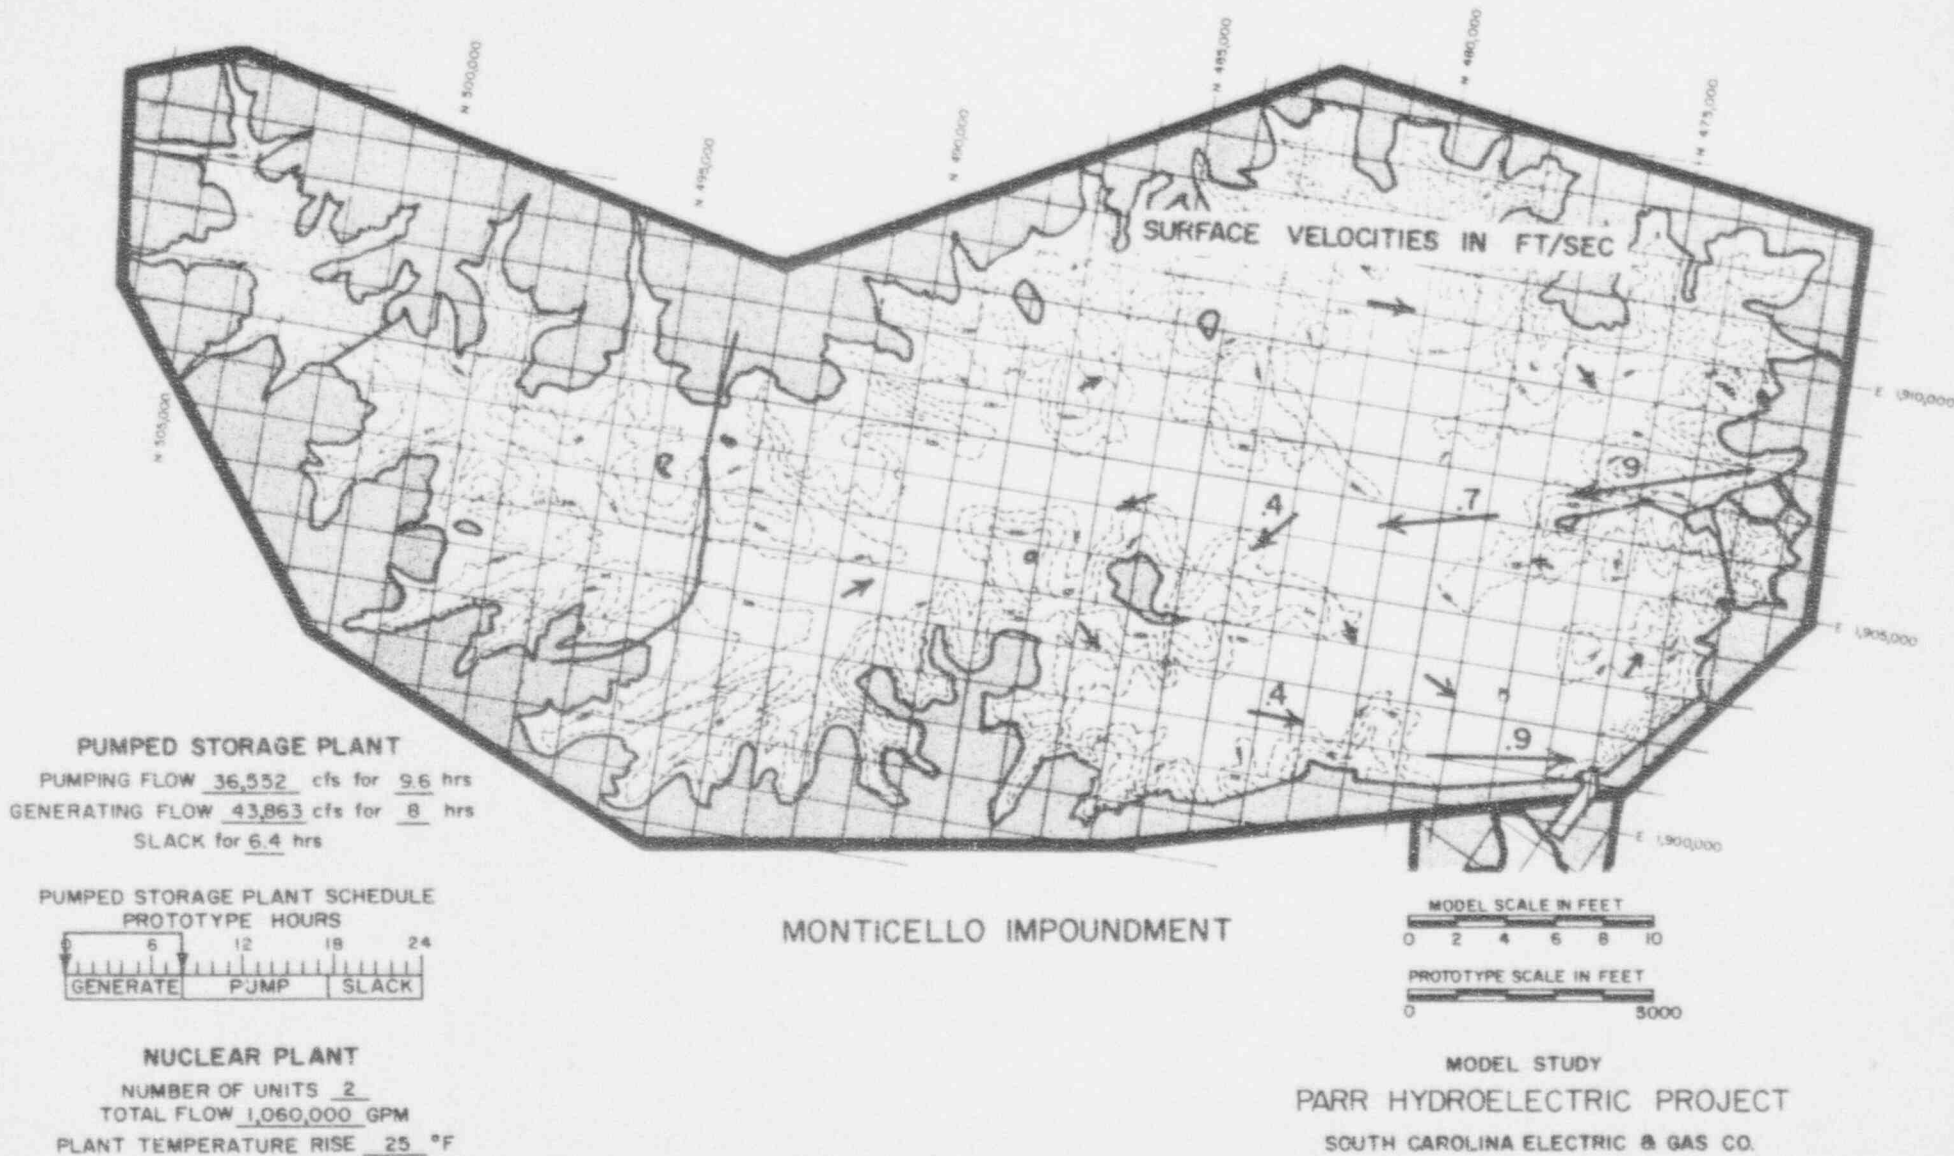 N 500,000
N 495,000
N 490,000
N 485,000
N 480,000
N 475,000
N 505,000
SURFACE VELOCITIES IN FT/SEC
E 1,910,000
.9
.7
.4
E 1,905,000
.4
.9
E 1,900,000
PUMPED STORAGE PLANT
PUMPING FLOW 36,552 cfs for 9.6 hrs
GENERATING FLOW 43,863 cfs for 8 hrs
SLACK for 6.4 hrs
PUMPED STORAGE PLANT SCHEDULE
PROTOTYPE HOURS
0 6 12 18 24
GENERATE PUMP SLACK
NUCLEAR PLANT
NUMBER OF UNITS 2
TOTAL FLOW 1,060,000 GPM
PLANT TEMPERATURE RISE 25 °F
MONTICELLO IMPOUNDMENT
MODEL SCALE IN FEET
0 2 4 6 8 10
PROTOTYPE SCALE IN FEET
0 5000
MODEL STUDY
PARR HYDROELECTRIC PROJECT
SOUTH CAROLINA ELECTRIC & GAS CO.